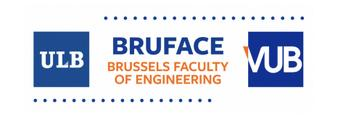 ULB
BRUFACE
BRUSSELS FACULTY
OF ENGINEERING
VUB